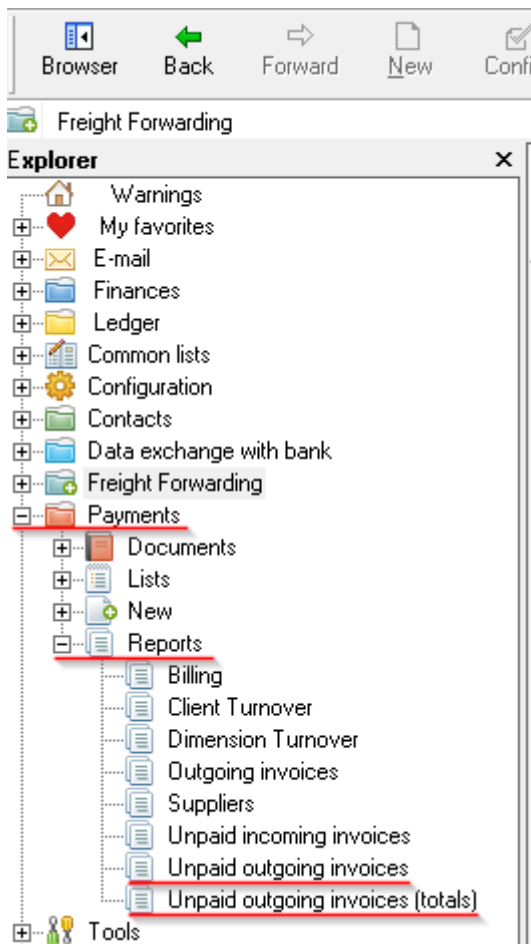 Browser Back Forward New Confi
Freight Forwarding
Explorer
Warnings
My favorites
E-mail
Finances
Ledger
Common lists
Configuration
Contacts
Data exchange with bank
Freight Forwarding
Payments
Documents
Lists
New
Reports
Billing
Client Turnover
Dimension Turnover
Outgoing invoices
Suppliers
Unpaid incoming invoices
Unpaid outgoing invoices
Unpaid outgoing invoices (totals)
Tools